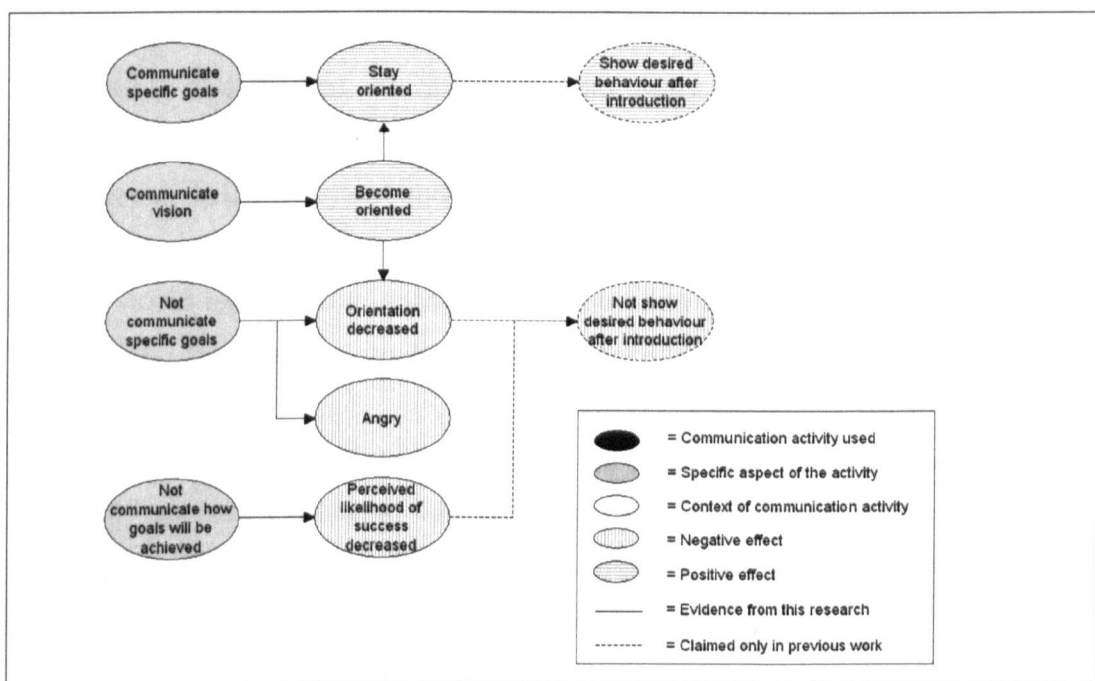 Communicate
specific goals
Stay
oriented
Show desired
behaviour after
introduction
Communicate
vision
Become
oriented
Not
communicate
specific goals
Orientation
decreased
Not show
desired behaviour
after introduction
Angry
Not
communicate how
goals will be
achieved
Perceived
likelihood of
success
decreased
= Communication activity used
= Specific aspect of the activity
= Context of communication activity
= Negative effect
= Positive effect
= Evidence from this research
= Claimed only in previous work